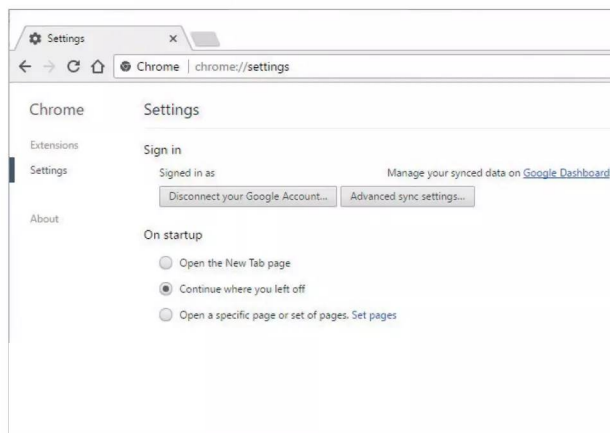 Settings
Chrome | chrome://settings
Chrome
Settings
Extensions
Sign in
Settings
Signed in as
Manage your synced data on Google Dashboard
Disconnect your Google Account...
Advanced sync settings...
About
On startup
Open the New Tab page
Continue where you left off
Open a specific page or set of pages. Set pages